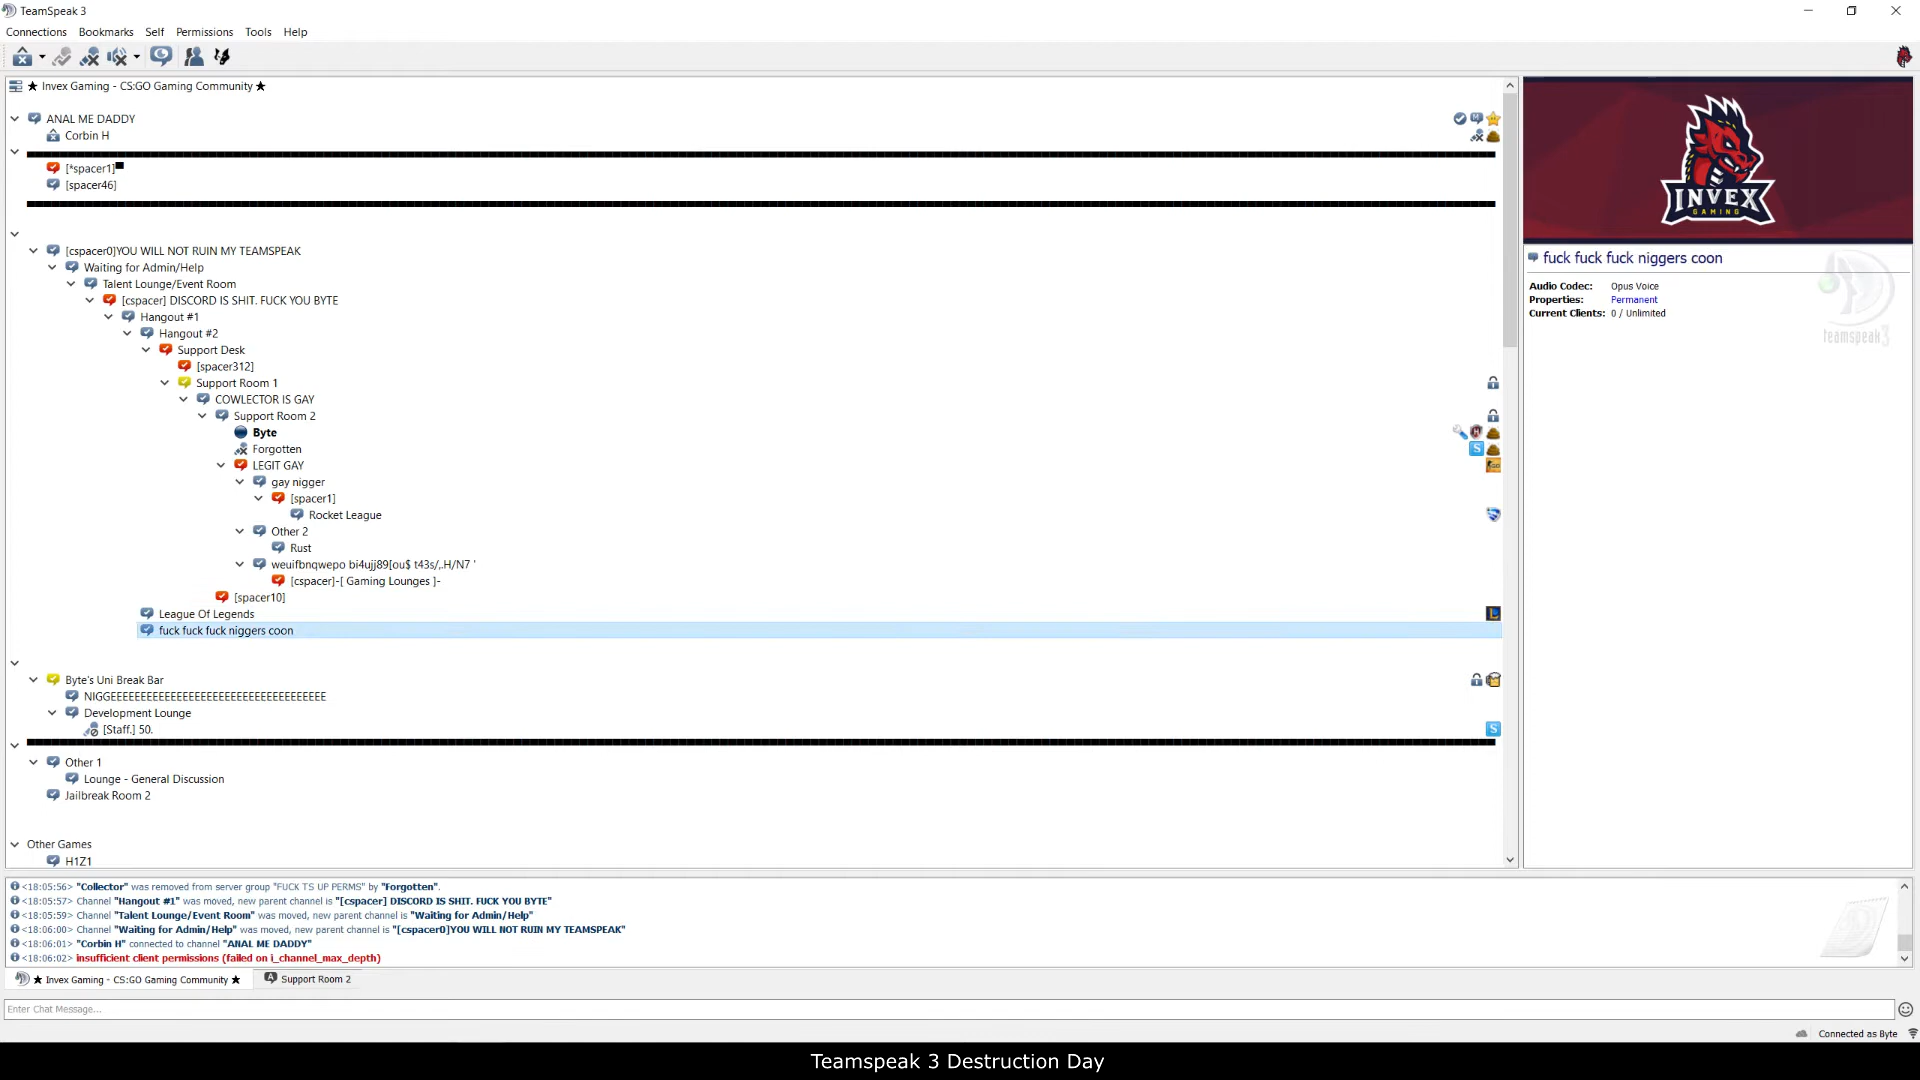 TeamSpeak 3
Connections Bookmarks Self Permissions Tools Help
★ Invex Gaming - CS:GO Gaming Community ★
ANAL ME DADDY
Corbin H
[*spacer1]▀
[spacer46]
[cspacer0]YOU WILL NOT RUIN MY TEAMSPEAK
Waiting for Admin/Help
Talent Lounge/Event Room
[cspacer] DISCORD IS SHIT. FUCK YOU BYTE
Hangout #1
Hangout #2
Support Desk
[spacer312]
Support Room 1
COWLECTOR IS GAY
Support Room 2
Byte
Forgotten
LEGIT GAY
gay nigger
[spacer1]
Rocket League
Other 2
Rust
weuifbnqwepo bi4ujj89[ou$ t43s/,.H/N7 '
[cspacer]-[ Gaming Lounges ]-
[spacer10]
League Of Legends
fuck fuck fuck niggers coon
Byte's Uni Break Bar
NIGGEEEEEEEEEEEEEEEEEEEEEEEEEEEEEEEEEEEE
Development Lounge
[Staff.] 50.
Other 1
Lounge - General Discussion
Jailbreak Room 2
Other Games
H1Z1
INVEX
GAMING
fuck fuck fuck niggers coon
Audio Codec: Opus Voice
Properties: Permanent
Current Clients: 0 / Unlimited
teamspeak 3
<18:05:56> "Collector" was removed from server group "FUCK TS UP PERMS" by "Forgotten".
<18:05:57> Channel "Hangout #1" was moved, new parent channel is "[cspacer] DISCORD IS SHIT. FUCK YOU BYTE"
<18:05:59> Channel "Talent Lounge/Event Room" was moved, new parent channel is "Waiting for Admin/Help"
<18:06:00> Channel "Waiting for Admin/Help" was moved, new parent channel is "[cspacer0]YOU WILL NOT RUIN MY TEAMSPEAK"
<18:06:01> "Corbin H" connected to channel "ANAL ME DADDY"
<18:06:02> insufficient client permissions (failed on i_channel_max_depth)
★ Invex Gaming - CS:GO Gaming Community ★ Support Room 2
Enter Chat Message...
Connected as Byte
Teamspeak 3 Destruction Day